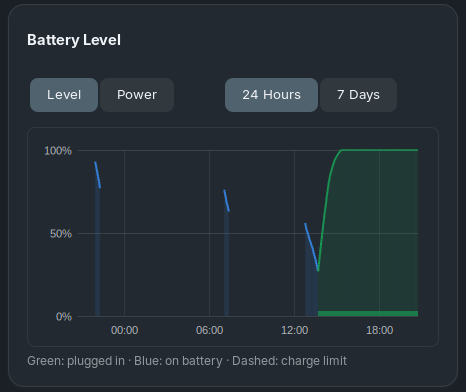 Battery Level
Level Power 24 Hours 7 Days
100%
50%
0%
00:00 06:00 12:00 18:00
Green: plugged in · Blue: on battery · Dashed: charge limit